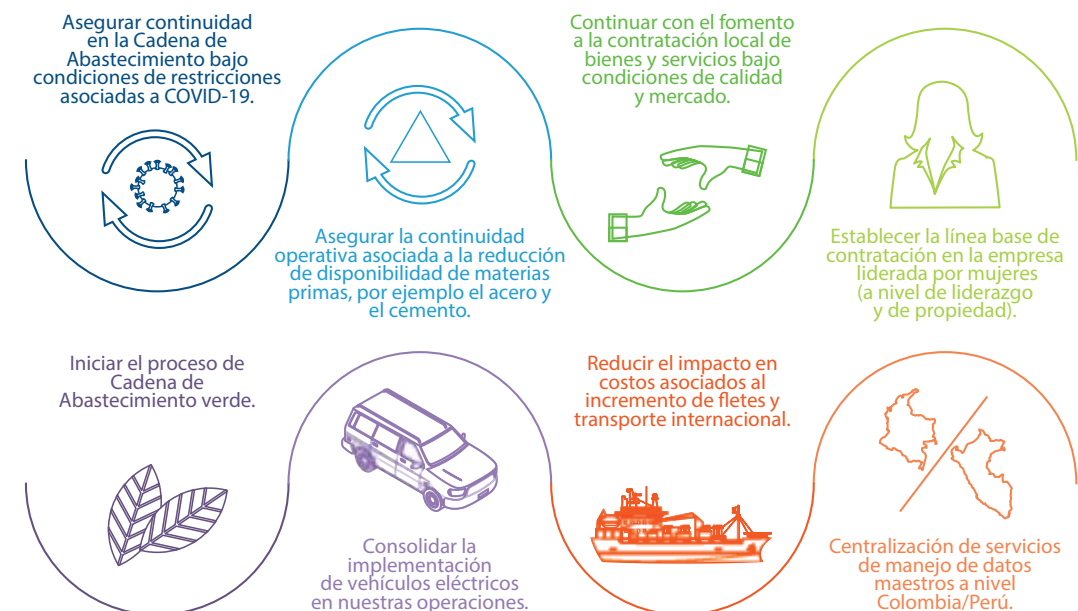 Asegurar continuidad
en la Cadena de
Abastecimiento bajo
condiciones de restricciones
asociadas a COVID-19.
Asegurar la continuidad
operativa asociada a la reducción
de disponibilidad de materias
primas, por ejemplo el acero y
el cemento.
Continuar con el fomento
a la contratación local de
bienes y servicios bajo
condiciones de calidad
y mercado.
Establecer la línea base de
contratación en la empresa
liderada por mujeres
(a nivel de liderazgo
y de propiedad).
Iniciar el proceso de
Cadena de
Abastecimiento verde.
Consolidar la
implementación
de vehículos eléctricos
en nuestras operaciones.
Reducir el impacto en
costos asociados al
incremento de fletes y
transporte internacional.
Centralización de servicios
de manejo de datos
maestros a nivel
Colombia/Perú.